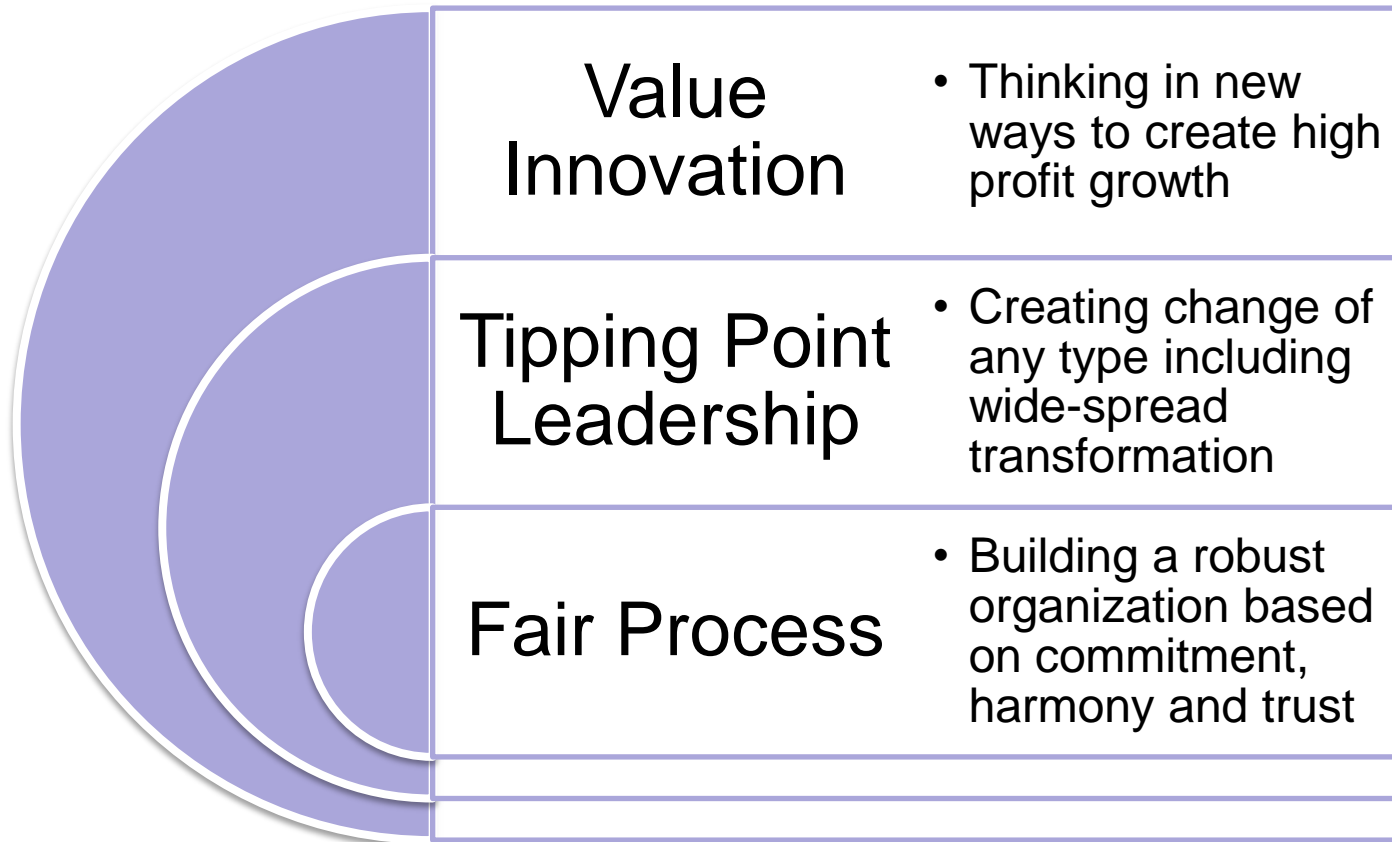 Value
Innovation
• Thinking in new
ways to create high
profit growth
Tipping Point
Leadership
• Creating change of
any type including
wide-spread
transformation
Fair Process
• Building a robust
organization based
on commitment,
harmony and trust